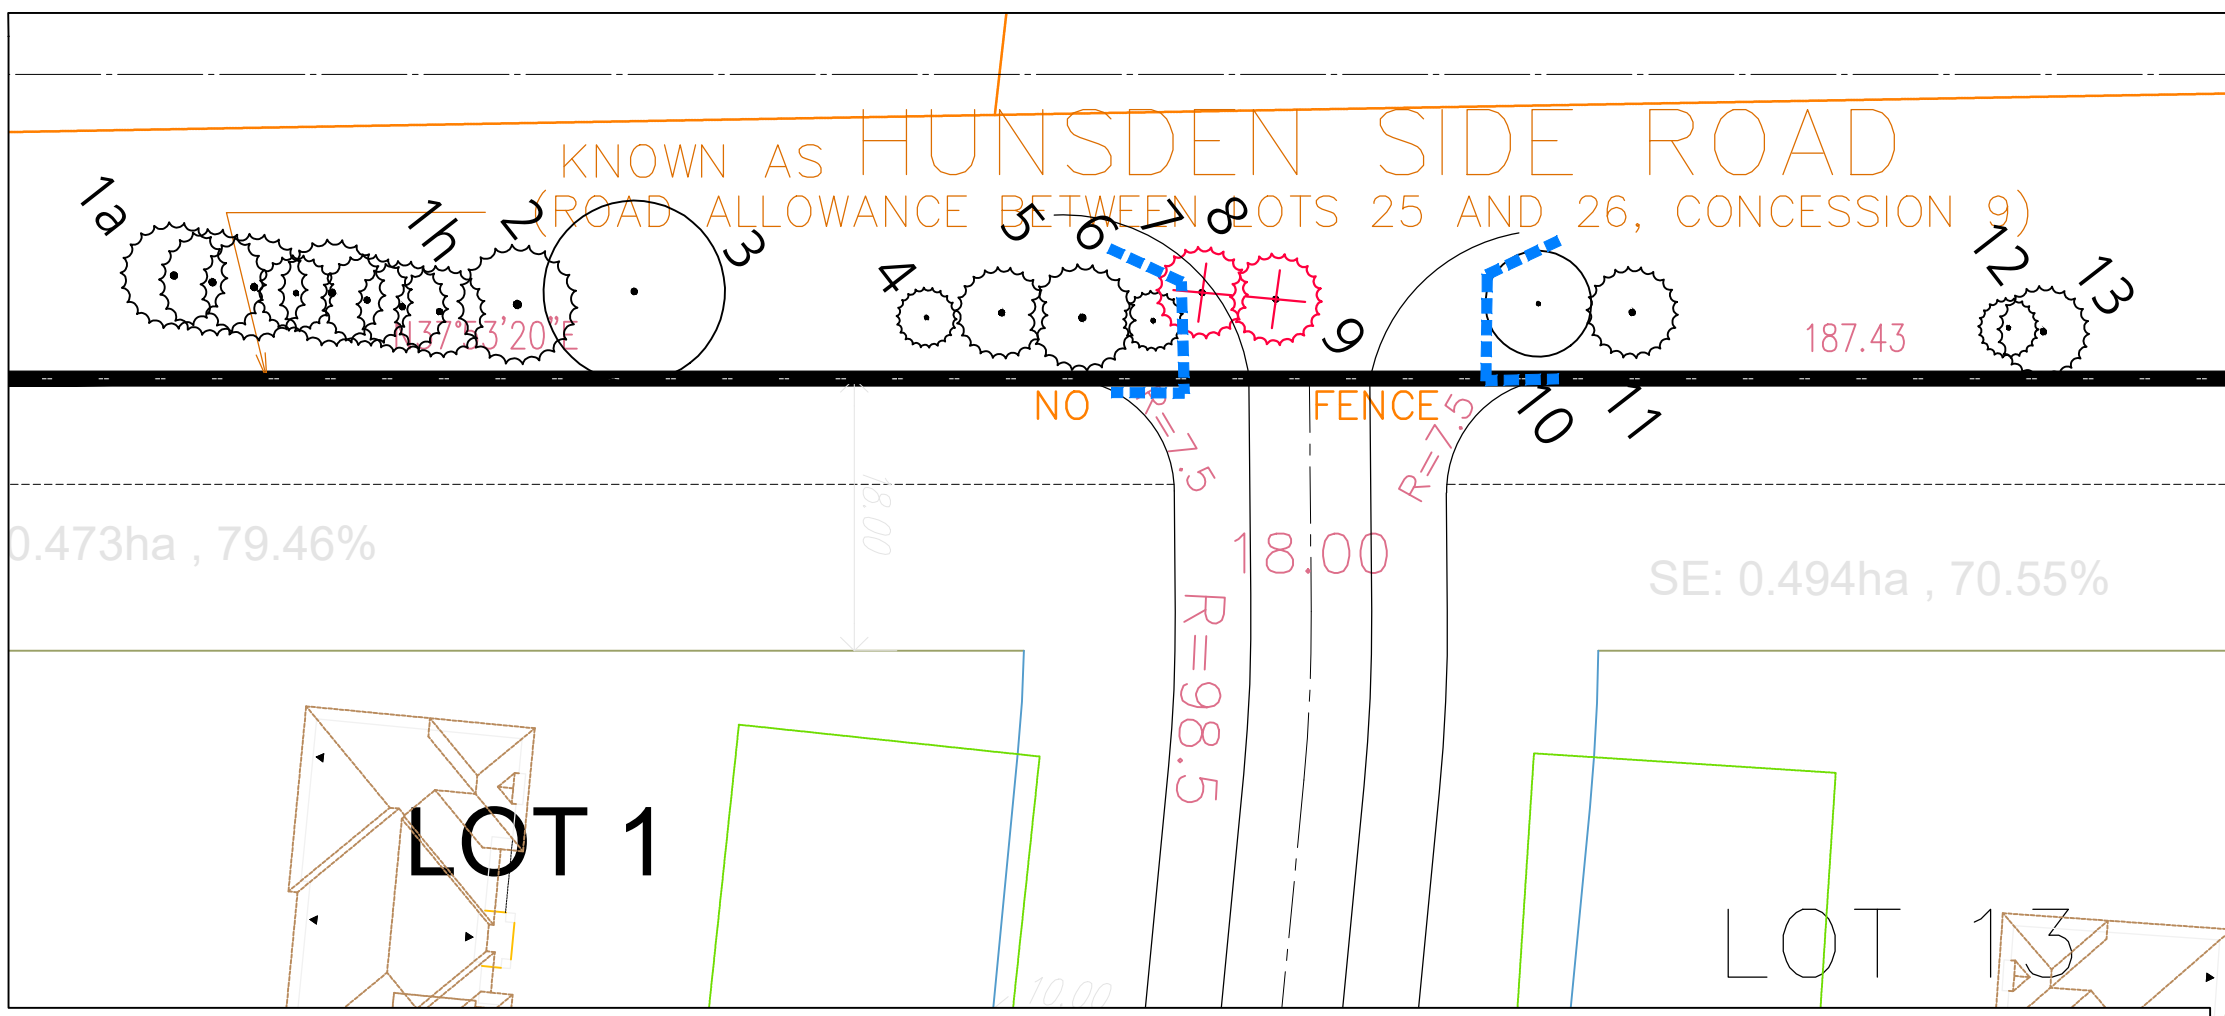 HUNSDEN SIDE ROAD
KNOWN AS
(ROAD ALLOWANCE BETWEEN LOTS 25 AND 26, CONCESSION 9)
1a
1h
2
3
4
5
6
7
8
9
10
11
12
13
N37°53'20"E
187.43
NO FENCE
R=7.5
R=7.5
18.00
0.473ha , 79.46%
18.00
SE: 0.494ha , 70.55%
R=98.5
LOT 1
LOT 13
10.00